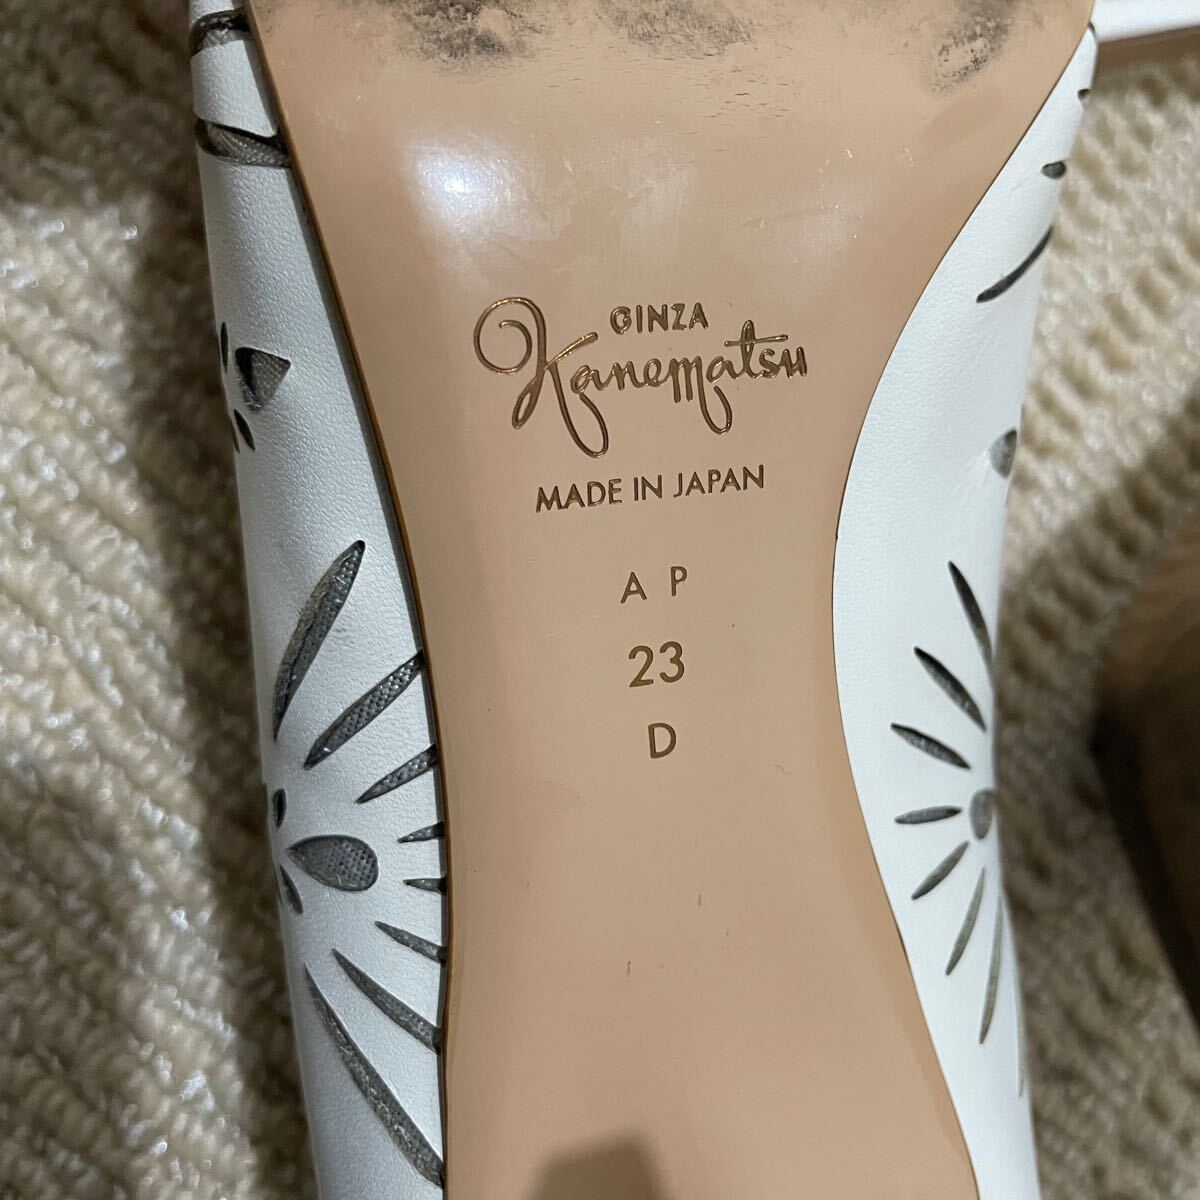 GINZA
Kanematsu
MADE IN JAPAN
A P
23
D